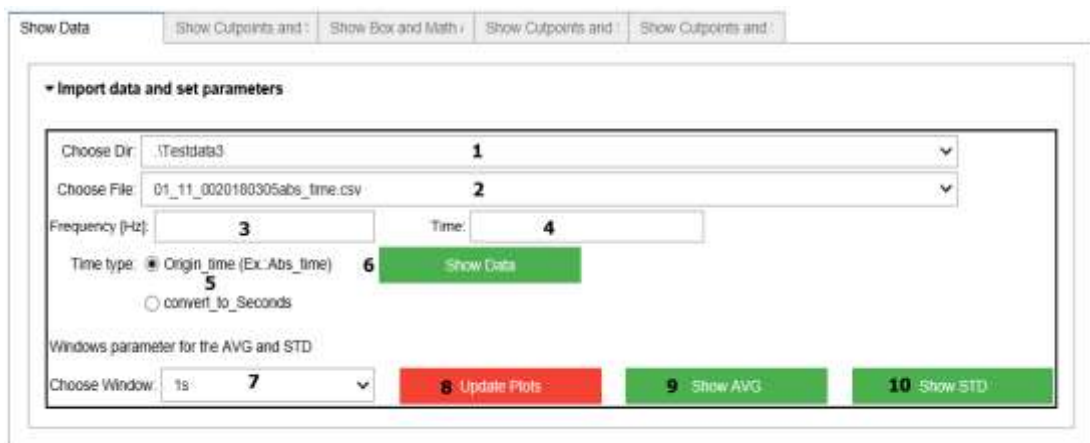 Show Data Show Cutpoints and Show Box and Math Show Cutpoints and Show Cutpoints and
Import data and set parameters
Choose Dir: .\Testdata3 1
Choose File: 01_11_0020180305abs_time.csv 2
Frequency [Hz]: 3 Time: 4
Time type: Origin_time (Ex.:Abs_time) 6 Show Data
5
convert_to_Seconds
Windows parameter for the AVG and STD
Choose Window: 1s 7 8 Update Plots 9 Show AVG 10 Show STD